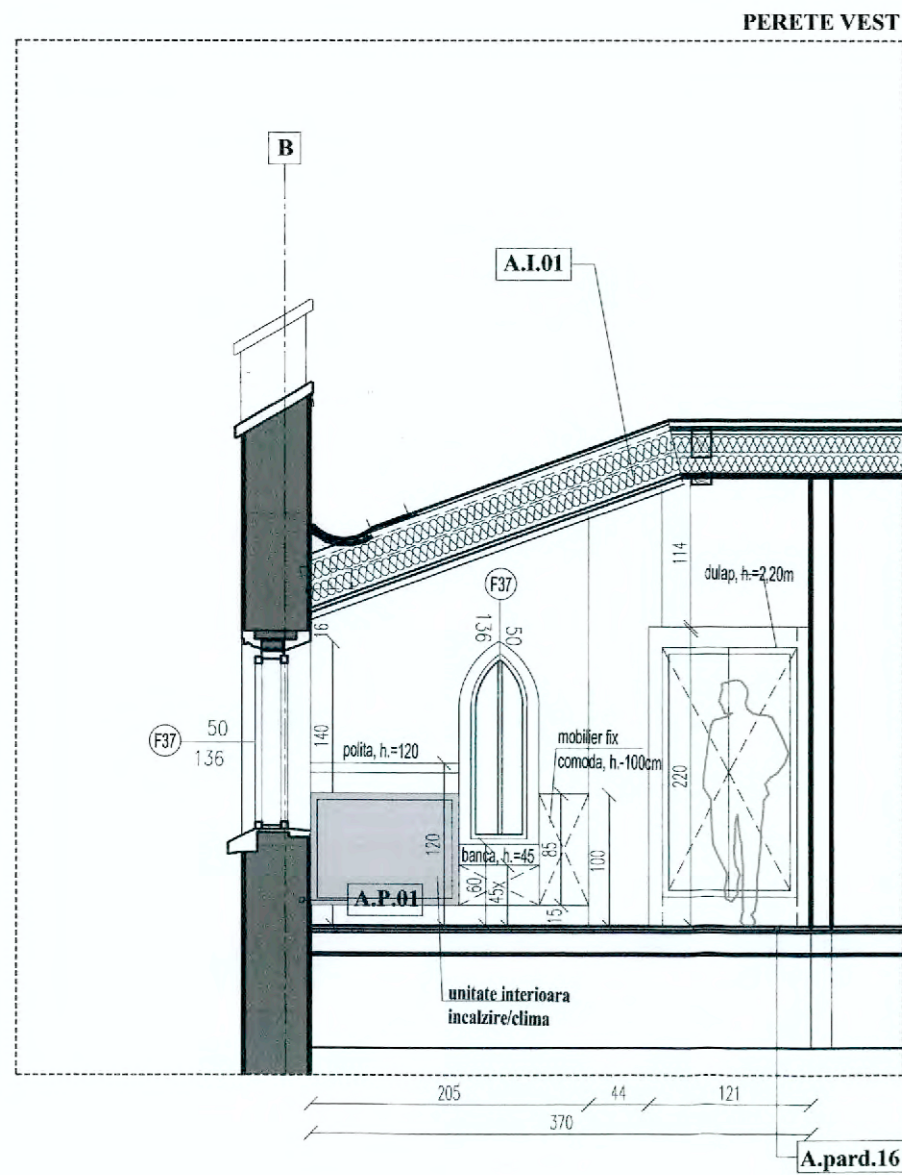 PERETE VEST
B
A.I.01
114
dulap, h.=2,20m
F37
136
50
16
F37
50
136
140
polita, h.=120
mobilier fix
comoda, h.-100cm
220
120
banca, h.=45
85
100
60
45x
15
A.P.01
unitate interioara
incalzire/clima
205
44
121
370
A.pard.16